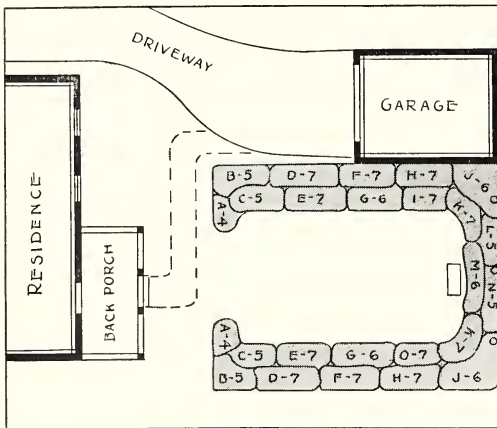 DRIVEWAY
GARAGE
RESIDENCE
BACK PORCH
B-5 D-7 F-7 H-7 J-6
A-4 C-5 E-7 G-6 I-7 K-7
O
L-5
O
M-6 N-5
O
A-4 C-5 E-7 G-6 O-7 K-7
B-5 D-7 F-7 H-7 J-6